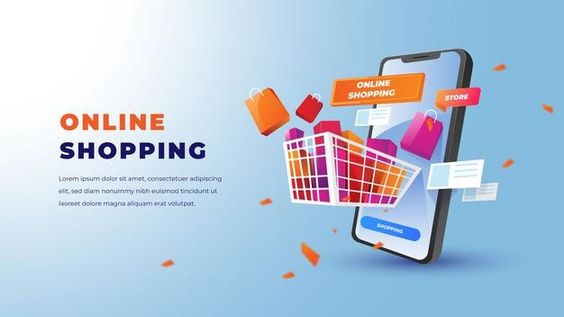 ONLINE
SHOPPING
Lorem ipsum dolor sit amet, consectetuer adipiscing
elit, sed diam nonummy nibh euismod tincidunt ut
laoreet dolore magna aliquam erat volutpat.
ONLINE
SHOPPING
STORE
SHOPPING